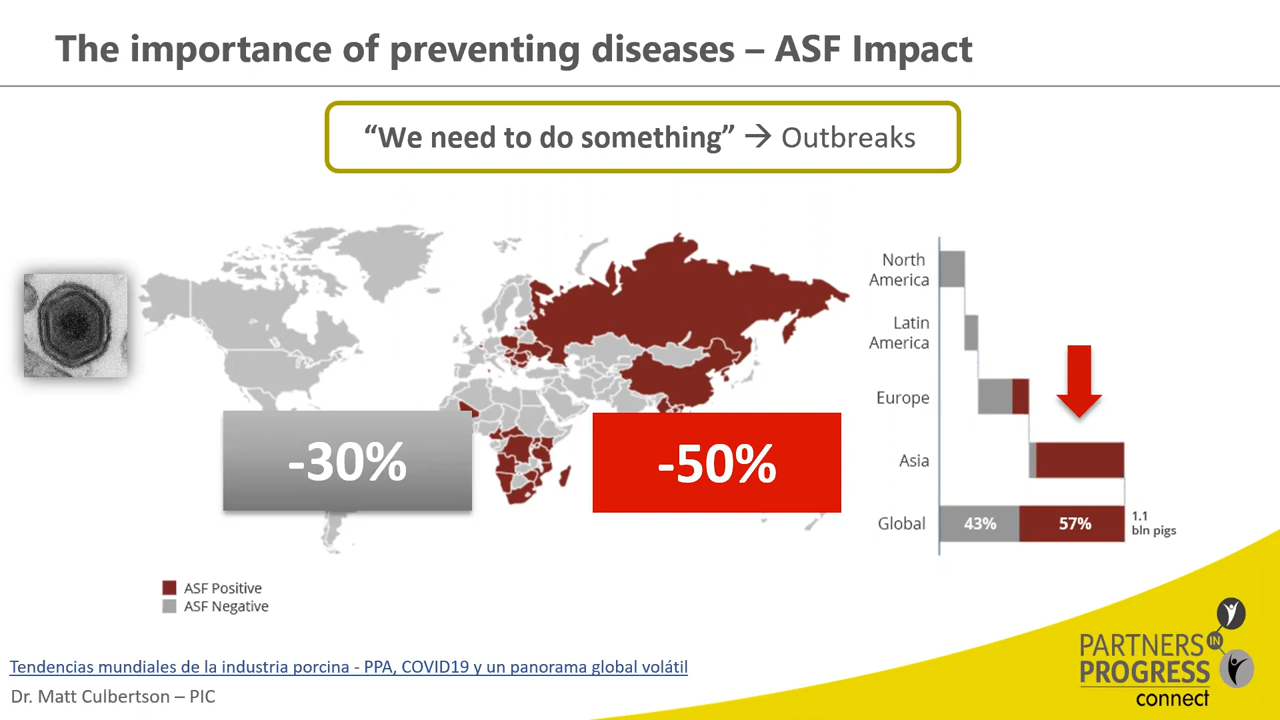 The importance of preventing diseases – ASF Impact
“We need to do something” → Outbreaks
-30%
-50%
North
America
Latin
America
Europe
Asia
Global
43%
57%
1.1
bln pigs
ASF Positive
ASF Negative
Tendencias mundiales de la industria porcina - PPA, COVID19 y un panorama global volátil
Dr. Matt Culbertson – PIC
PARTNERS IN
PROGRESS
connect